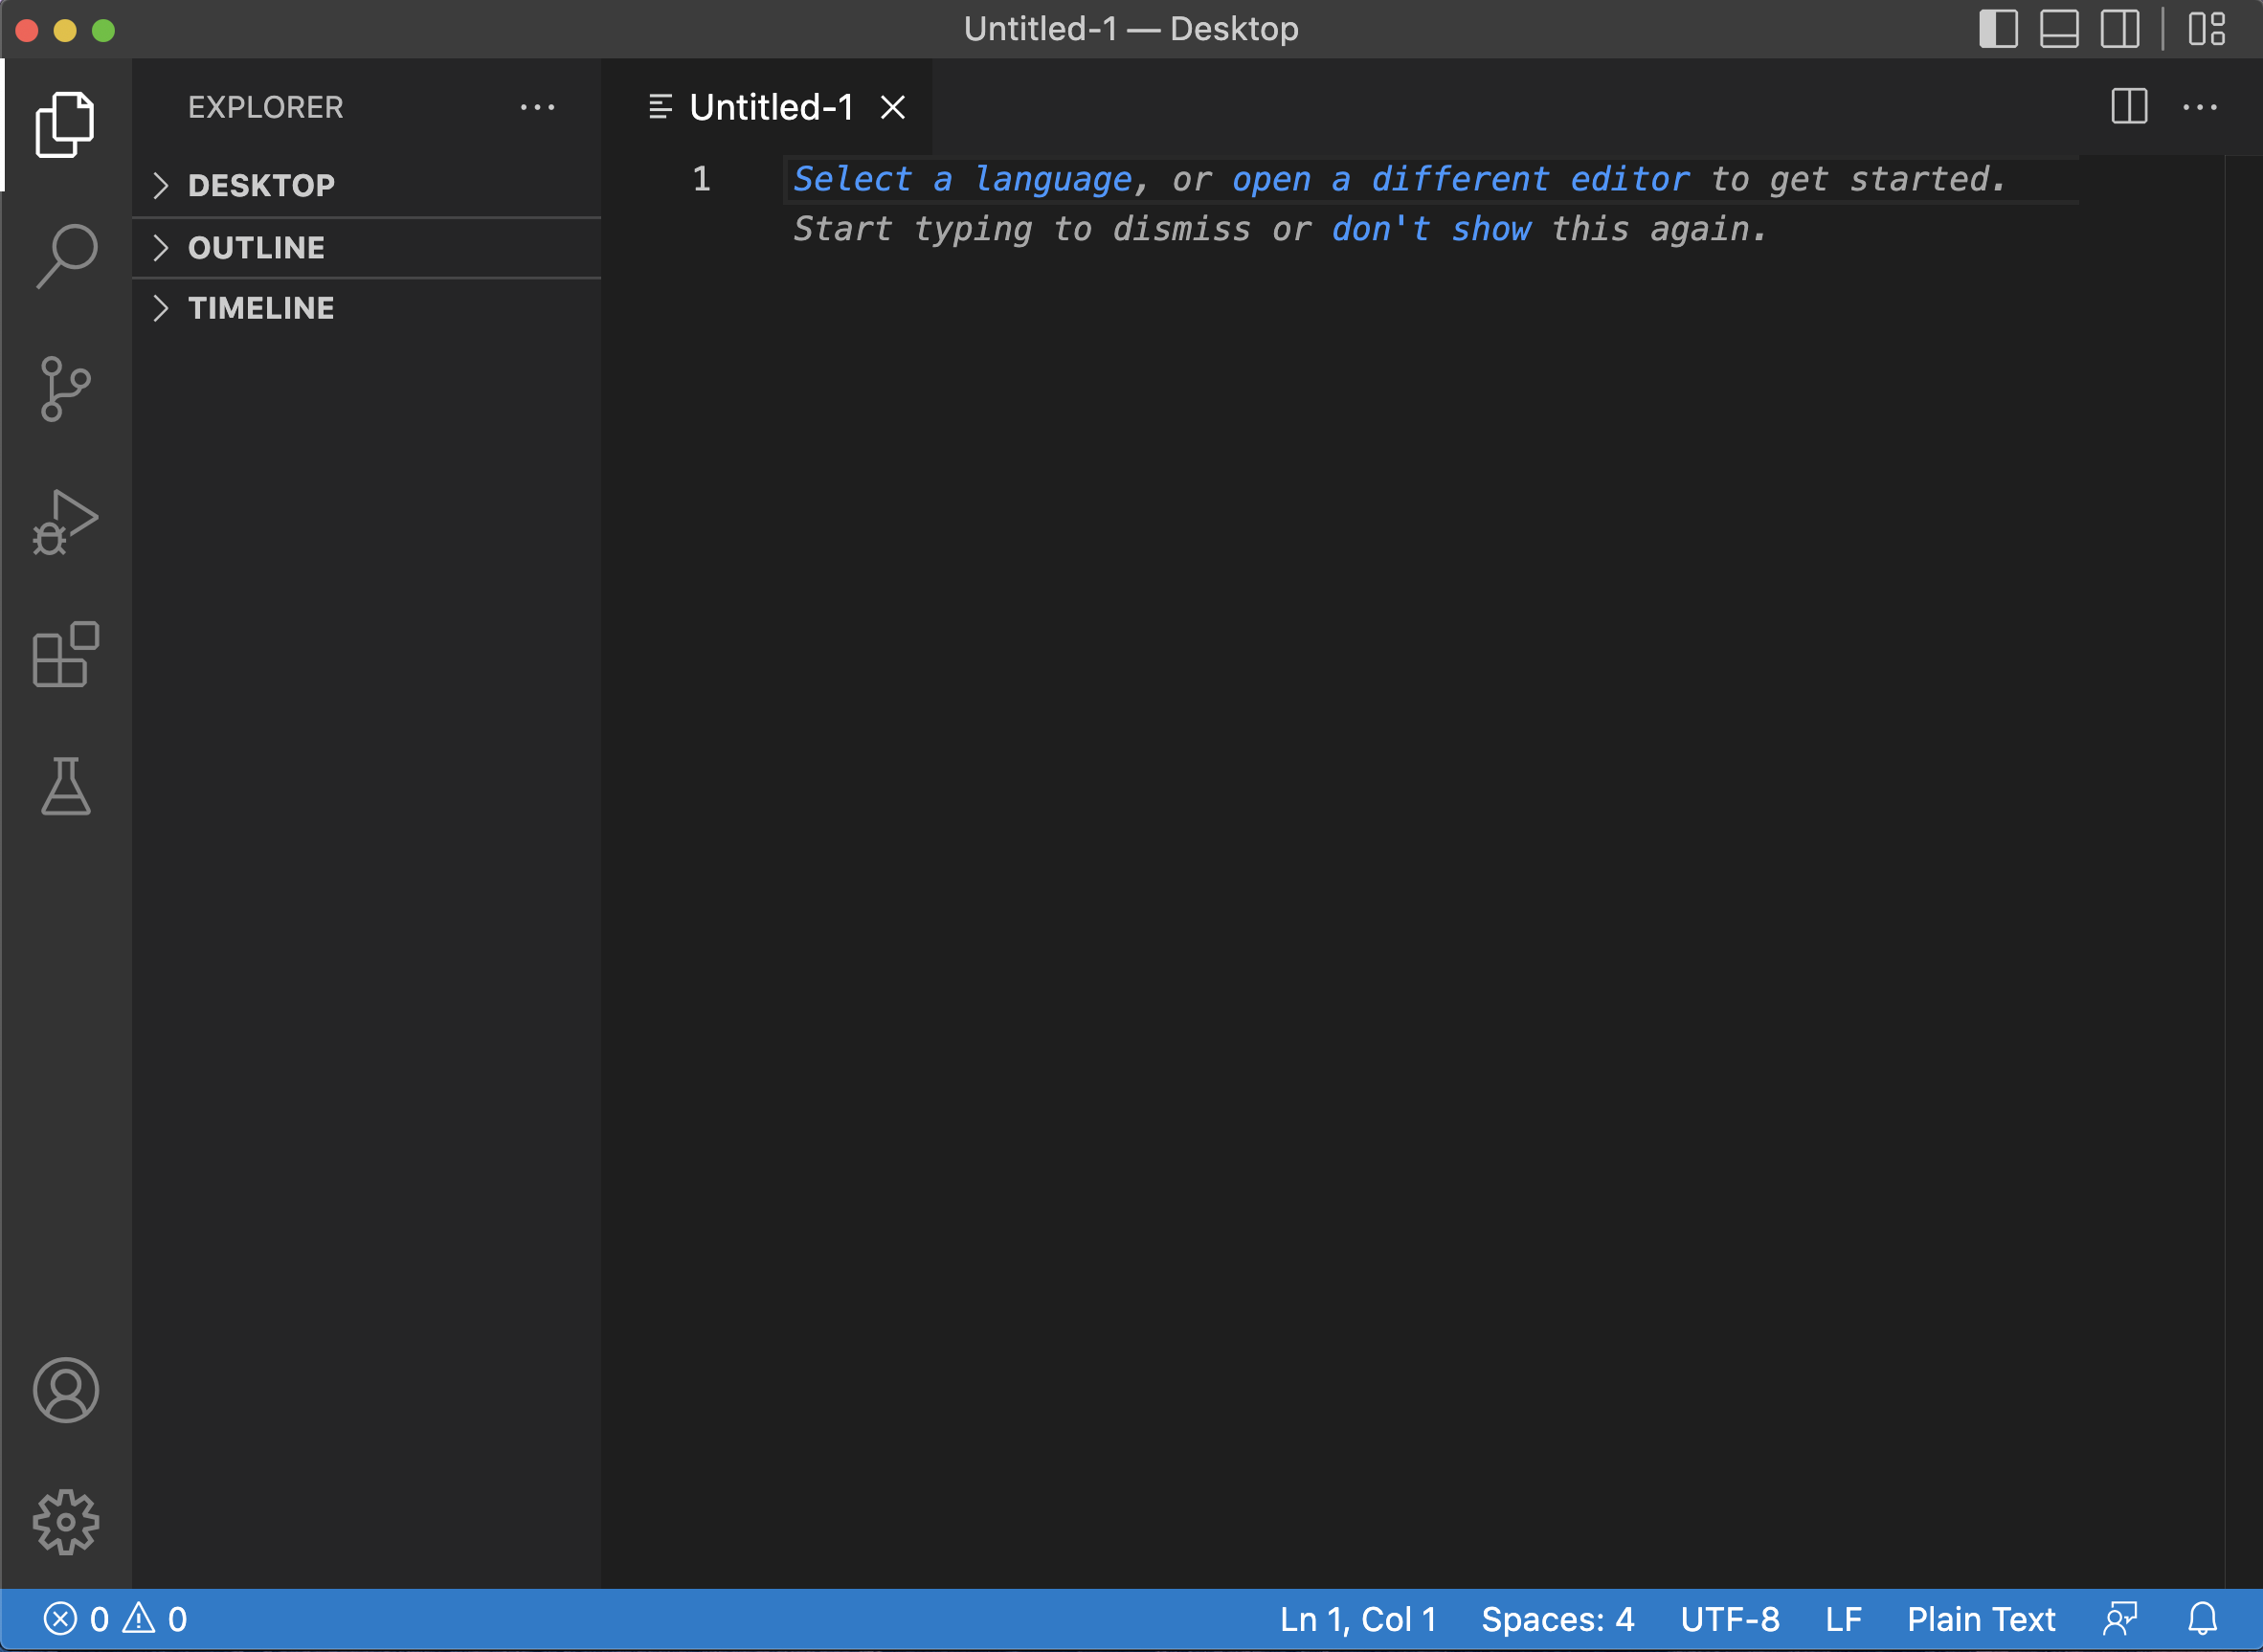 Untitled-1 — Desktop
EXPLORER
DESKTOP
OUTLINE
TIMELINE
Untitled-1
1
Select a language, or open a different editor to get started.
Start typing to dismiss or don't show this again.
0 0
Ln 1, Col 1 Spaces: 4 UTF-8 LF Plain Text